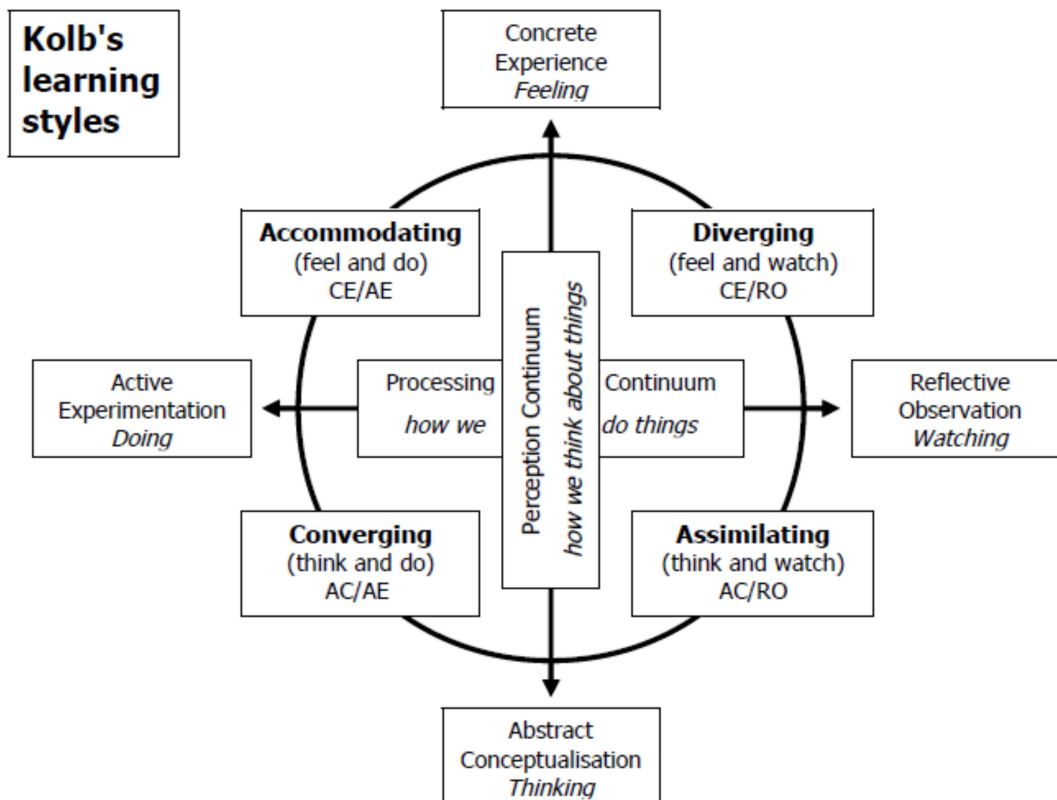 Kolb's
learning
styles
Concrete
Experience
Feeling
Accommodating
(feel and do)
CE/AE
Diverging
(feel and watch)
CE/RO
Active
Experimentation
Doing
Processing
how we
Perception Continuum
how we think about things
Continuum
do things
Reflective
Observation
Watching
Converging
(think and do)
AC/AE
Assimilating
(think and watch)
AC/RO
Abstract
Conceptualisation
Thinking